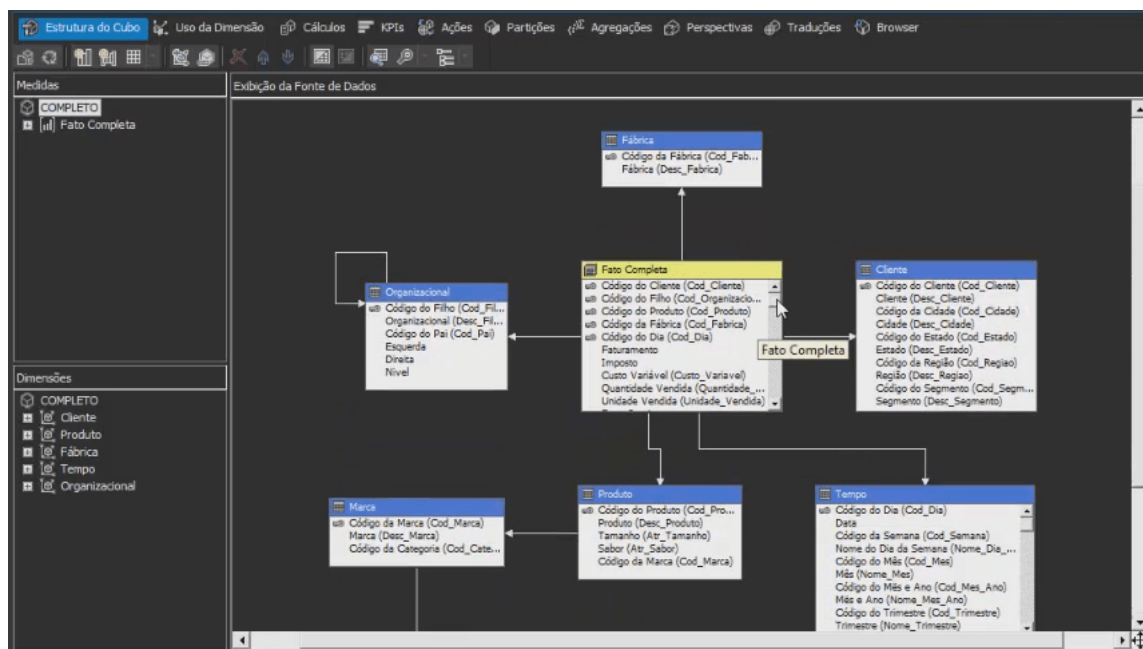 Estrutura do Cubo Uso da Dimensão Cálculos KPIs Ações Partições Agregações Perspectivas Traduções Browser
Medidas
COMPLETO
Fato Completa
Dimensões
COMPLETO
Cliente
Produto
Fábrica
Tempo
Organizacional
Exibição da Fonte de Dados
Fábrica
Código da Fábrica (Cod_Fab...
Fábrica (Desc_Fabrica)
Organizacional
Código do Filho (Cod_Fil...
Organizacional (Desc_Fil...
Código do Pai (Cod_Pai)
Esquerda
Direita
Nivel
Fato Completa
Código do Cliente (Cod_Cliente)
Código do Filho (Cod_Organizacio...
Código do Produto (Cod_Produto)
Código da Fábrica (Cod_Fabrica)
Código do Dia (Cod_Dia)
Faturamento
Imposto
Custo Variável (Custo_Variavel)
Quantidade Vendida (Quantidade_...
Unidade Vendida (Unidade_Vendida)
Fato Completa
Cliente
Código do Cliente (Cod_Cliente)
Cliente (Desc_Cliente)
Código da Cidade (Cod_Cidade)
Cidade (Desc_Cidade)
Código do Estado (Cod_Estado)
Estado (Desc_Estado)
Código da Região (Cod_Regiao)
Região (Desc_Regiao)
Código do Segmento (Cod_Segm...
Segmento (Desc_Segmento)
Marca
Código da Marca (Cod_Marca)
Marca (Desc_Marca)
Código da Categoria (Cod_Cate...
Produto
Código do Produto (Cod_Pro...
Produto (Desc_Produto)
Tamanho (Atr_Tamanho)
Sabor (Atr_Sabor)
Código da Marca (Cod_Marca)
Tempo
Código do Dia (Cod_Dia)
Data
Código da Semana (Cod_Semana)
Nome do Dia da Semana (Nome_Dia_...
Código do Mês (Cod_Mes)
Mês (Nome_Mes)
Código do Mês e Ano (Cod_Mes_Ano)
Mês e Ano (Nome_Mes_Ano)
Código do Trimestre (Cod_Trimestre)
Trimestre (Nome_Trimestre)